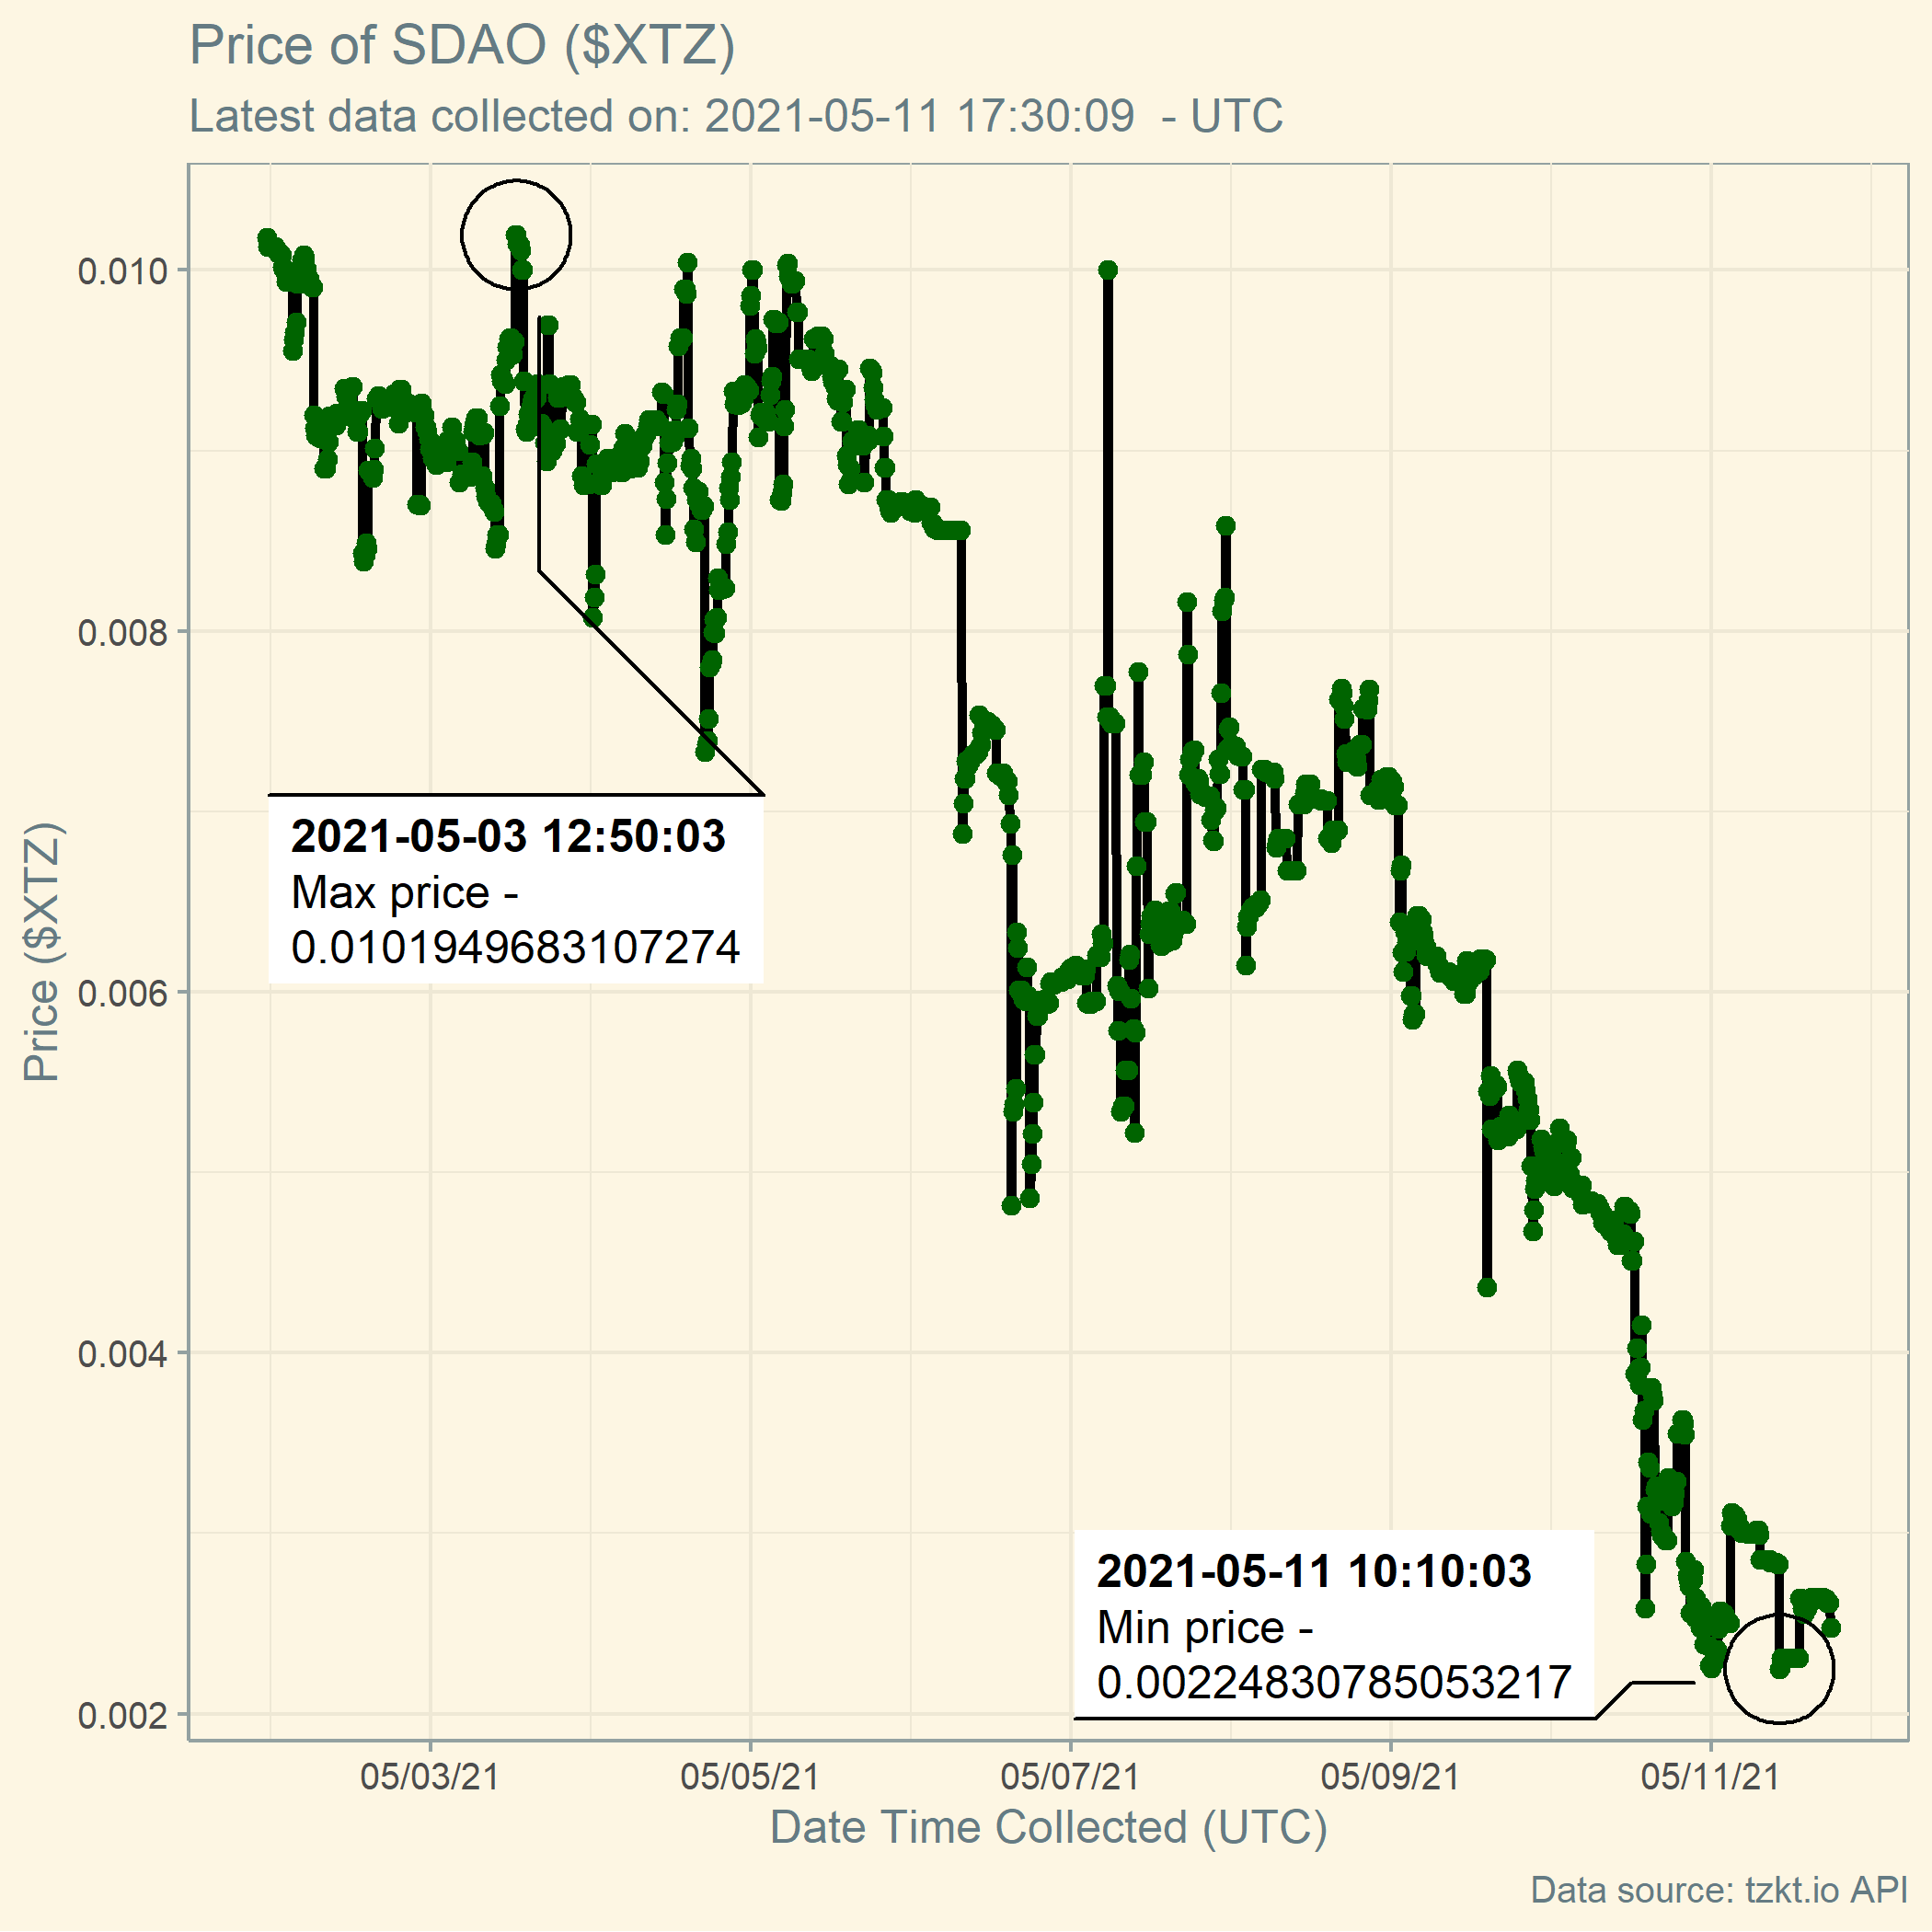 Price of SDAO ($XTZ)
Latest data collected on: 2021-05-11 17:30:09  - UTC
Price ($XTZ)
0.010
0.008
0.006
0.004
0.002
2021-05-03 12:50:03
Max price -
0.0101949683107274
2021-05-11 10:10:03
Min price -
0.00224830785053217
05/03/21
05/05/21
05/07/21
05/09/21
05/11/21
Date Time Collected (UTC)
Data source: tzkt.io API